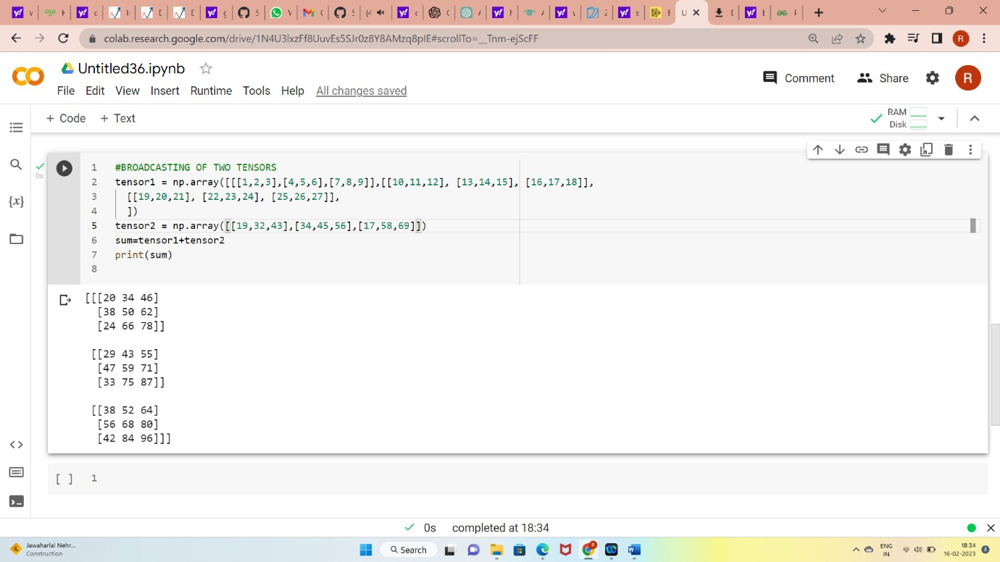 colab.research.google.com/drive/1N4U3lxzFf8UuvEs5SJr0z8Y8AMzq8pIE#scrollTo=__Tnm-ejScFF
R
CO Untitled36.ipynb
Comment Share R
File Edit View Insert Runtime Tools Help All changes saved
+ Code + Text
RAM
Disk
0s
1 #BROADCASTING OF TWO TENSORS
2 tensor1 = np.array([[[1,2,3],[4,5,6],[7,8,9]],[[10,11,12], [13,14,15], [16,17,18]],
3 [[19,20,21], [22,23,24], [25,26,27]],
4 ])
5 tensor2 = np.array([[19,32,43],[34,45,56],[17,58,69]])
6 sum=tensor1+tensor2
7 print(sum)
8
{x}
[[[20 34 46]
[38 50 62]
[24 66 78]]
[[29 43 55]
[47 59 71]
[33 75 87]]
[[38 52 64]
[56 68 80]
[42 84 96]]]
[ ] 1
0s completed at 18:34
Jawaharlal Nehr...
Construction
Search
ENG
IN
18:34
16-02-2023
3